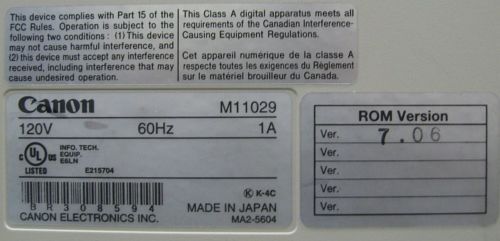 This device complies with Part 15 of the
FCC Rules. Operation is subject to the
following two conditions : (1) This device
may not cause harmful interference, and
(2) this device must accept any interference
received, including interference that may
cause undesired operation.
This Class A digital apparatus meets all
requirements of the Canadian Interference-
Causing Equipment Regulations.
Cet appareil numérique de la classe A
respecte toutes les exigences du Règlement
sur le matériel brouilleur du Canada.
Canon M11029
120V 60Hz 1A
C UL US
LISTED
INFO. TECH.
EQUIP.
E6LN
E215704
K K-4C
BR308594
MADE IN JAPAN
CANON ELECTRONICS INC. MA2-5604
ROM Version
Ver. 7.06
Ver.
Ver.
Ver.
Ver.